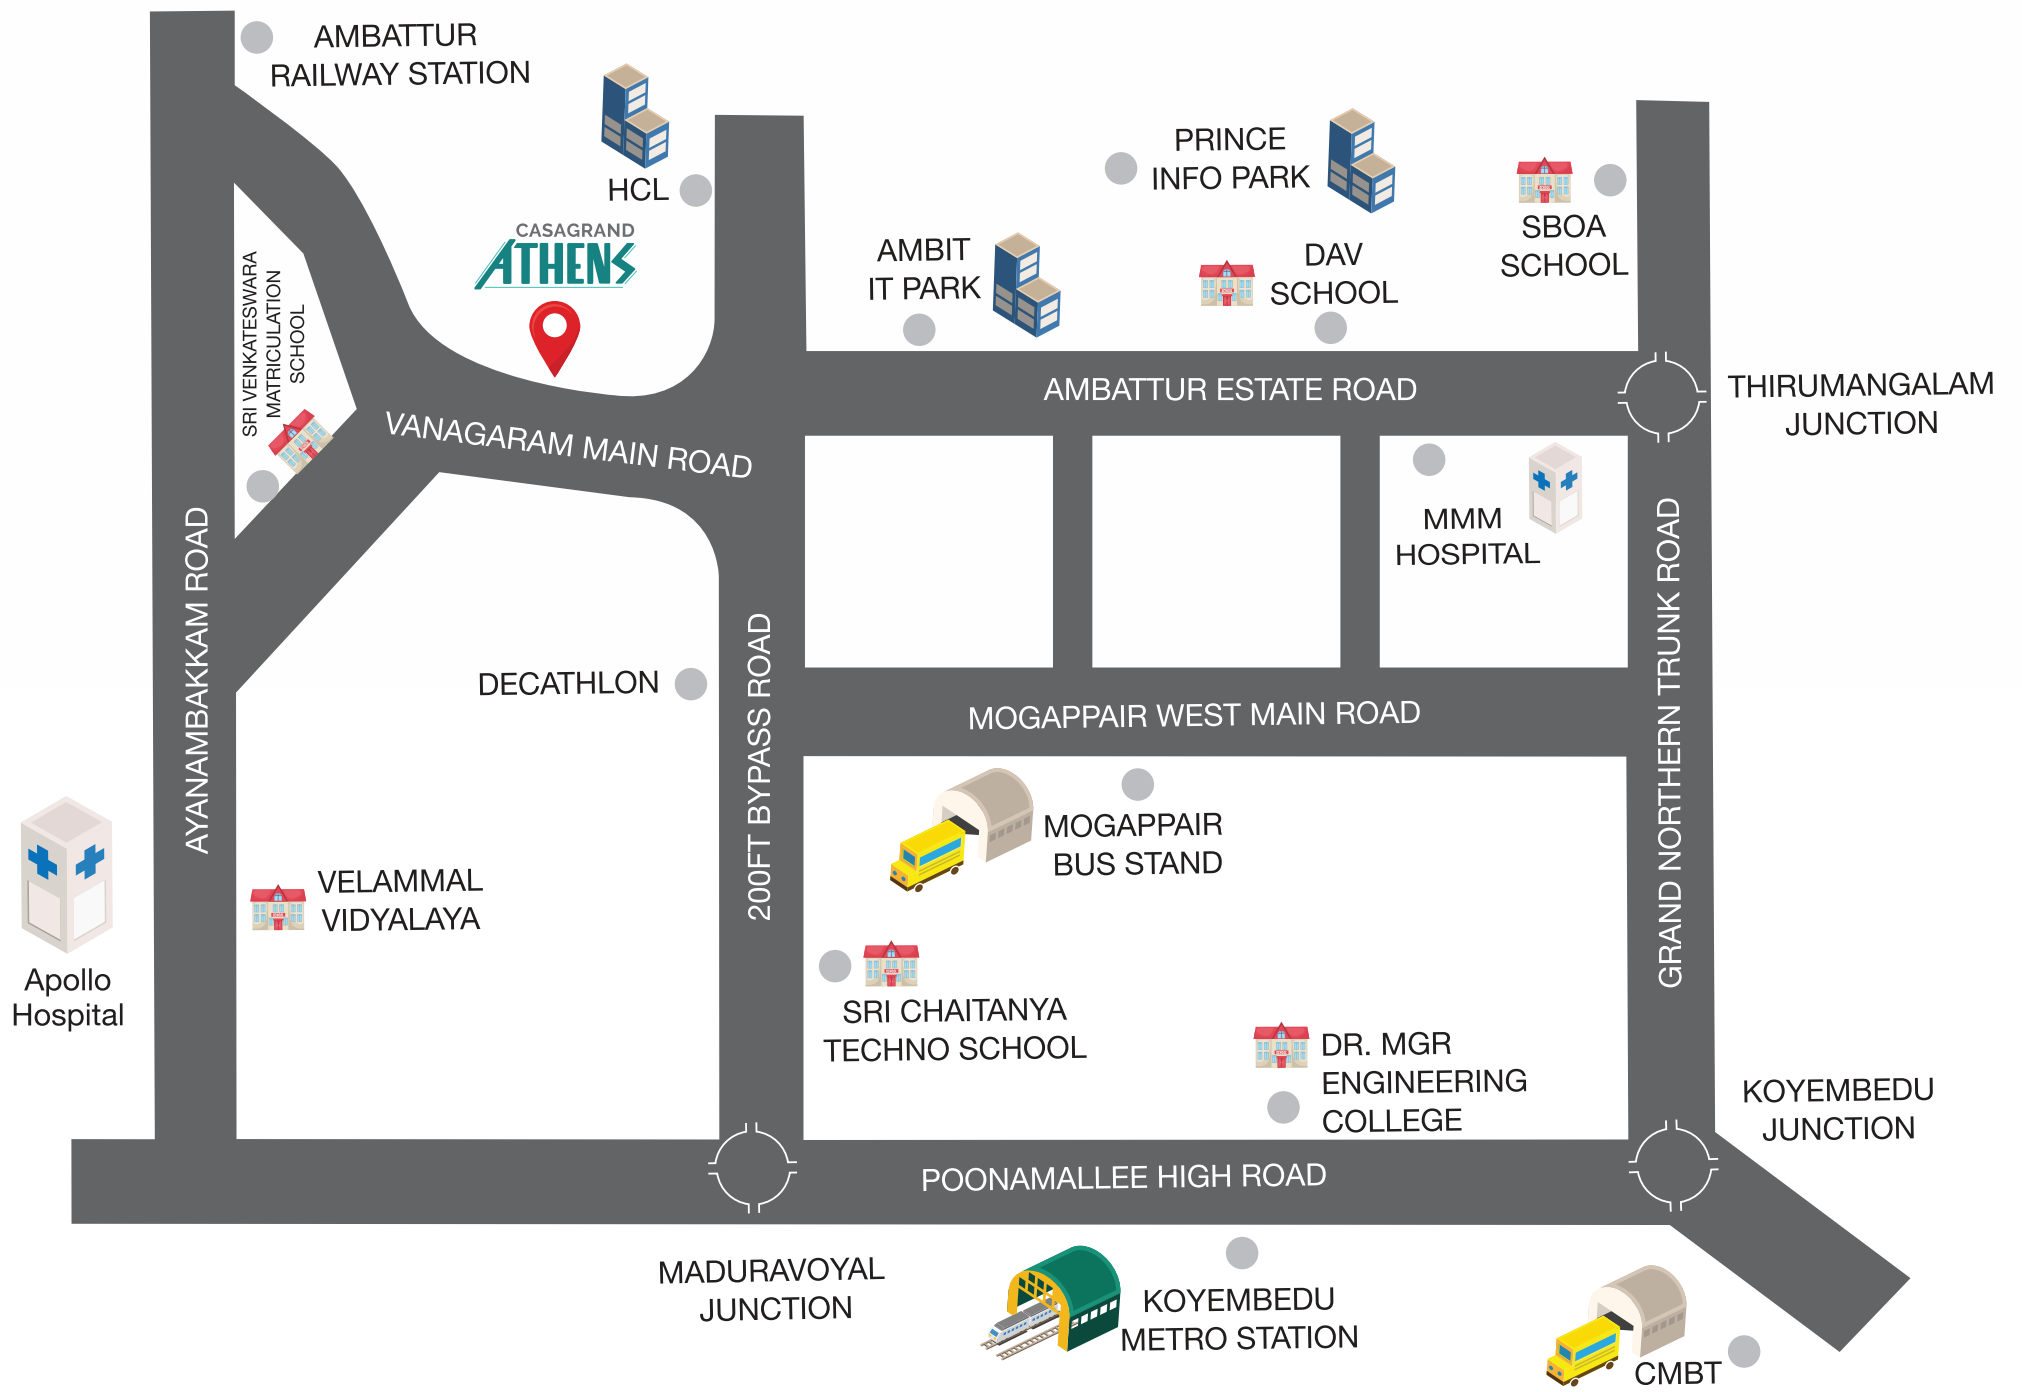 AMBATTUR
RAILWAY STATION
HCL
CASAGRAND
ATHENS
PRINCE
INFO PARK
AMBIT
IT PARK
DAV
SCHOOL
SBOA
SCHOOL
SRI VENKATESWARA
MATRICULATION
SCHOOL
VANAGARAM MAIN ROAD
AMBATTUR ESTATE ROAD
THIRUMANGALAM
JUNCTION
MMM
HOSPITAL
AYANAMBAKKAM ROAD
DECATHLON
200FT BYPASS ROAD
MOGAPPAIR WEST MAIN ROAD
GRAND NORTHERN TRUNK ROAD
MOGAPPAIR
BUS STAND
VELAMMAL
VIDYALAYA
Apollo
Hospital
SRI CHAITANYA
TECHNO SCHOOL
DR. MGR
ENGINEERING
COLLEGE
KOYEMBEDU
JUNCTION
POONAMALLEE HIGH ROAD
MADURAVOYAL
JUNCTION
KOYEMBEDU
METRO STATION
CMBT